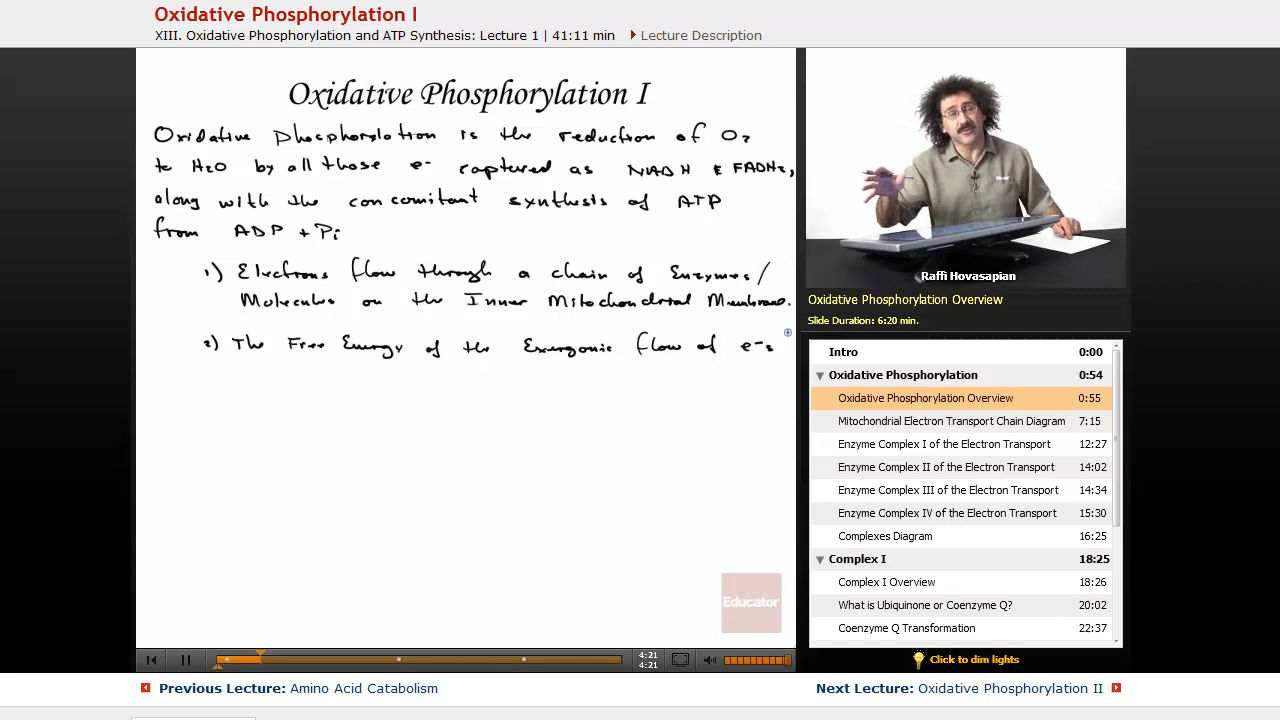 Oxidative Phosphorylation I
XIII. Oxidative Phosphorylation and ATP Synthesis: Lecture 1 | 41:11 min
Lecture Description
Oxidative Phosphorylation I
Oxidative phosphorylation is the reduction of O2
to H2O by all those e- captured as NADH & FADH2,
along with the concomitant synthesis of ATP
from ADP + Pi
1) Electrons flow through a chain of Enzymes/
Molecules on the Inner Mitochondrial Membrane.
2) The Free Energy of the Exergonic flow of e-s
Educator
Raffi Hovasapian
Oxidative Phosphorylation Overview
Slide Duration: 6:20 min.
Intro 0:00
Oxidative Phosphorylation 0:54
Oxidative Phosphorylation Overview 0:55
Mitochondrial Electron Transport Chain Diagram 7:15
Enzyme Complex I of the Electron Transport 12:27
Enzyme Complex II of the Electron Transport 14:02
Enzyme Complex III of the Electron Transport 14:34
Enzyme Complex IV of the Electron Transport 15:30
Complexes Diagram 16:25
Complex I 18:25
Complex I Overview 18:26
What is Ubiquinone or Coenzyme Q? 20:02
Coenzyme Q Transformation 22:37
4:21
4:21
Click to dim lights
Previous Lecture: Amino Acid Catabolism
Next Lecture: Oxidative Phosphorylation II